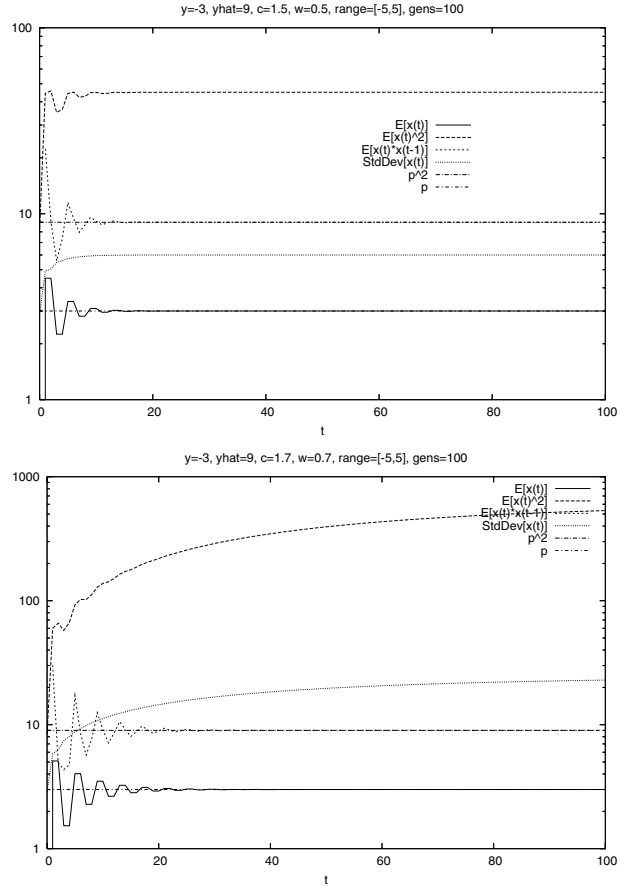 y=-3, yhat=9, c=1.5, w=0.5, range=[-5,5], gens=100
100
E[x(t)]
E[x(t)^2]
E[x(t)*x(t-1)]
StdDev[x(t)]
p^2
p
10
1
0 20 40 60 80 100
t
y=-3, yhat=9, c=1.7, w=0.7, range=[-5,5], gens=100
1000
E[x(t)]
E[x(t)^2]
E[x(t)*x(t-1)]
StdDev[x(t)]
p^2
p
100
10
1
0 20 40 60 80 100
t